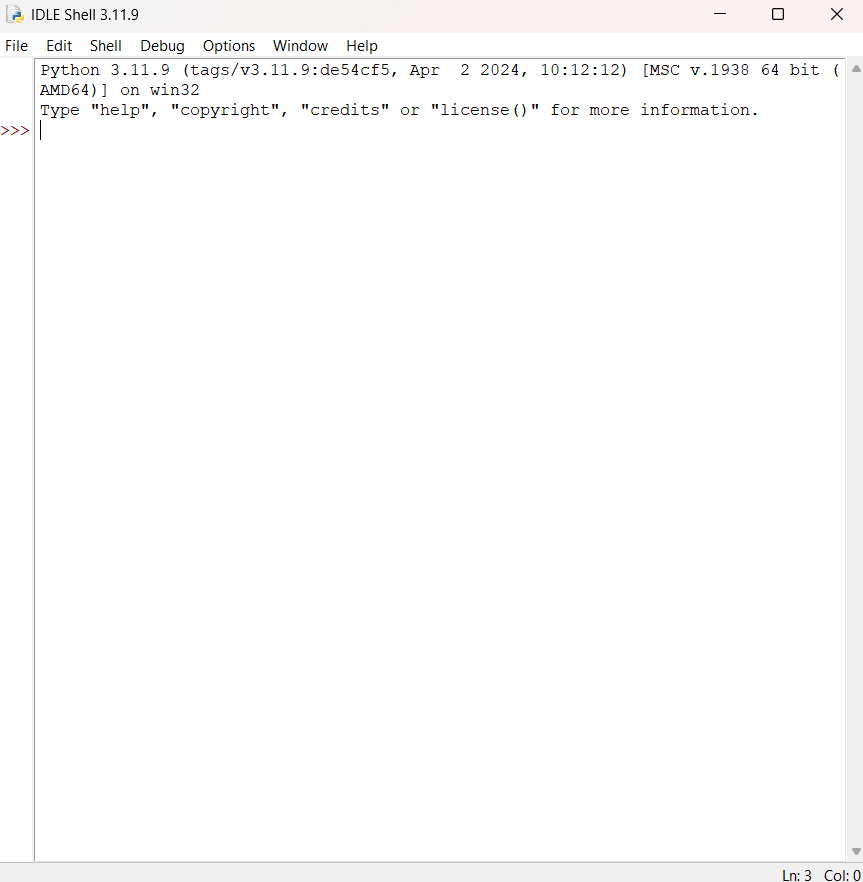 IDLE Shell 3.11.9
File Edit Shell Debug Options Window Help
Python 3.11.9 (tags/v3.11.9:de54cf5, Apr  2 2024, 10:12:12) [MSC v.1938 64 bit (
AMD64)] on win32
Type "help", "copyright", "credits" or "license()" for more information.
>>>
Ln: 3 Col: 0